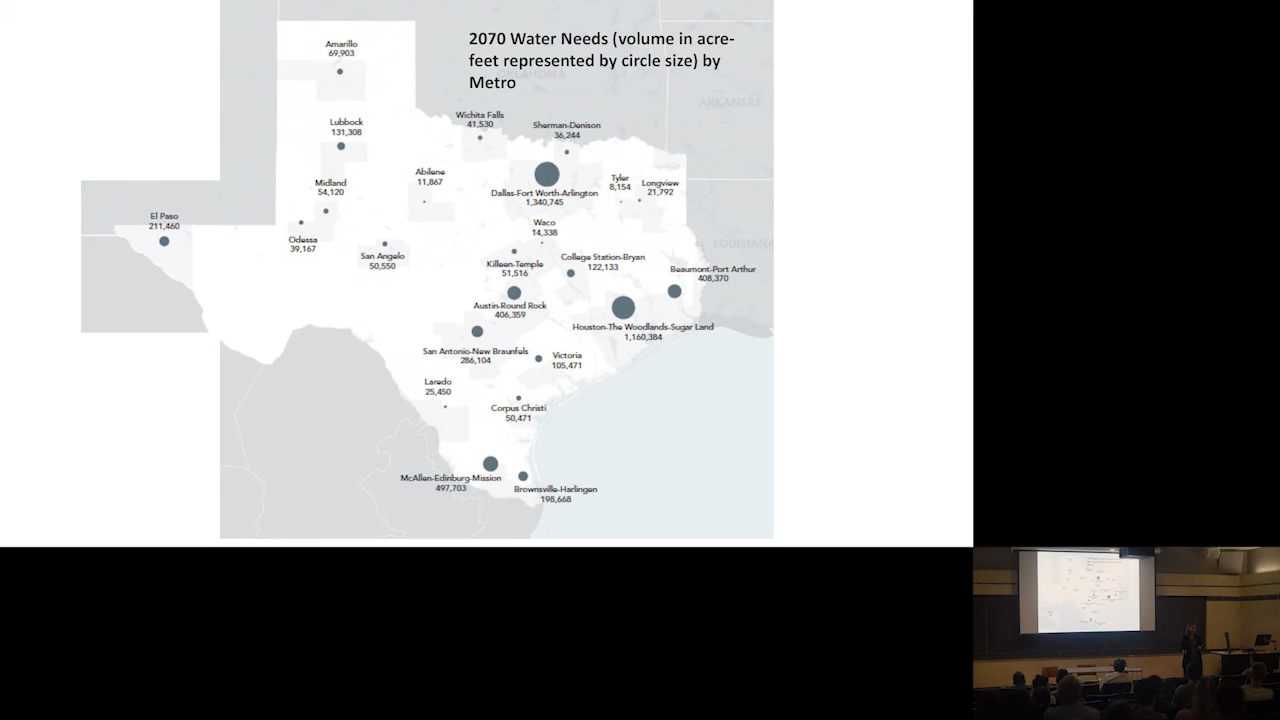 2070 Water Needs (volume in acre-
feet represented by circle size) by
Metro
OKLAHOMA
ARKANSAS
LOUISIANA
Amarillo
69,903
Lubbock
131,308
Wichita Falls
41,530
Sherman-Denison
36,244
Midland
54,120
Abilene
11,867
Dallas-Fort Worth-Arlington
1,340,745
Tyler
8,154
Longview
21,792
El Paso
211,460
Odessa
39,167
San Angelo
50,550
Waco
14,338
Killeen-Temple
51,516
College Station-Bryan
122,133
Beaumont-Port Arthur
408,370
Austin-Round Rock
406,359
Houston-The Woodlands-Sugar Land
1,160,384
San Antonio-New Braunfels
286,104
Victoria
105,471
Laredo
25,450
Corpus Christi
50,471
McAllen-Edinburg-Mission
497,703
Brownsville-Harlingen
198,668